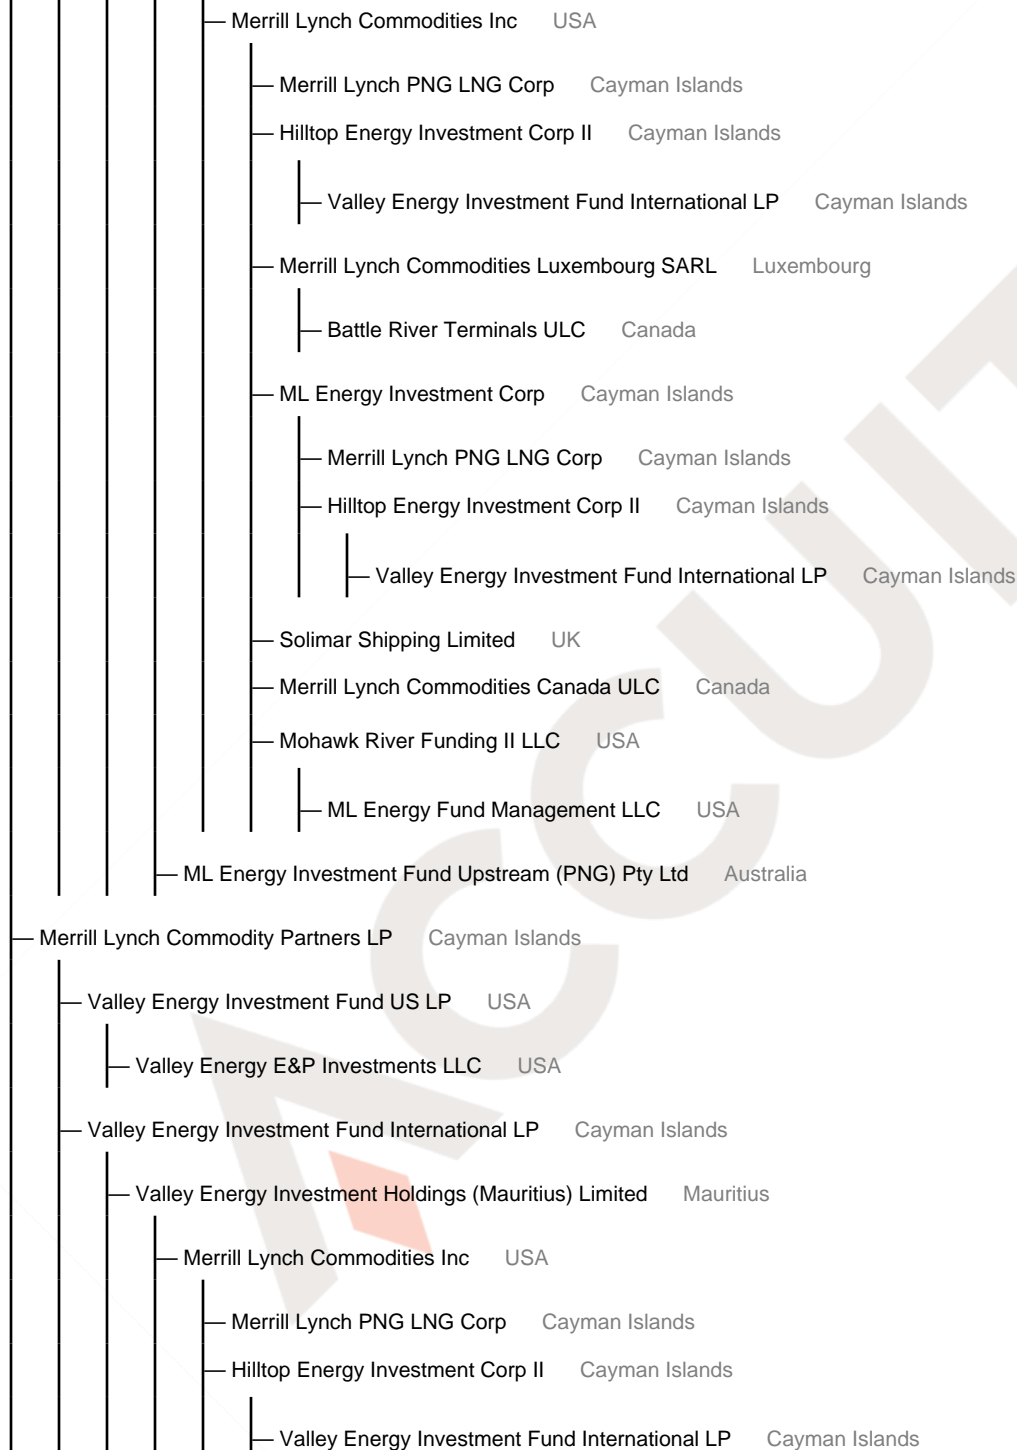 Merrill Lynch Commodities Inc USA
Merrill Lynch PNG LNG Corp Cayman Islands
Hilltop Energy Investment Corp II Cayman Islands
Valley Energy Investment Fund International LP Cayman Islands
Merrill Lynch Commodities Luxembourg SARL Luxembourg
Battle River Terminals ULC Canada
ML Energy Investment Corp Cayman Islands
Merrill Lynch PNG LNG Corp Cayman Islands
Hilltop Energy Investment Corp II Cayman Islands
Valley Energy Investment Fund International LP Cayman Islands
Solimar Shipping Limited UK
Merrill Lynch Commodities Canada ULC Canada
Mohawk River Funding II LLC USA
ML Energy Fund Management LLC USA
ML Energy Investment Fund Upstream (PNG) Pty Ltd Australia
Merrill Lynch Commodity Partners LP Cayman Islands
Valley Energy Investment Fund US LP USA
Valley Energy E&P Investments LLC USA
Valley Energy Investment Fund International LP Cayman Islands
Valley Energy Investment Holdings (Mauritius) Limited Mauritius
Merrill Lynch Commodities Inc USA
Merrill Lynch PNG LNG Corp Cayman Islands
Hilltop Energy Investment Corp II Cayman Islands
Valley Energy Investment Fund International LP Cayman Islands
ACCUIT